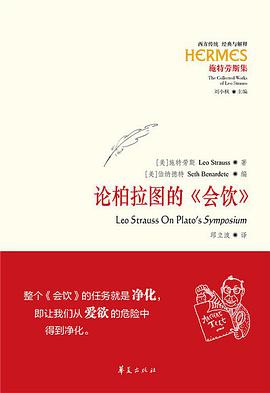 西方传统 经典与解释
HERMES
施特劳斯集
The Collected Works
of Leo Strauss
刘小枫 主编
[美]施特劳斯 Leo Strauss 著
[美]伯纳德特 Seth Benardete 编
论柏拉图的《会饮》
Leo Strauss On Plato's Symposium
邱立波 译
整个《会饮》的任务就是净化，
即让我们从爱欲的危险中
得到净化。
华夏出版社